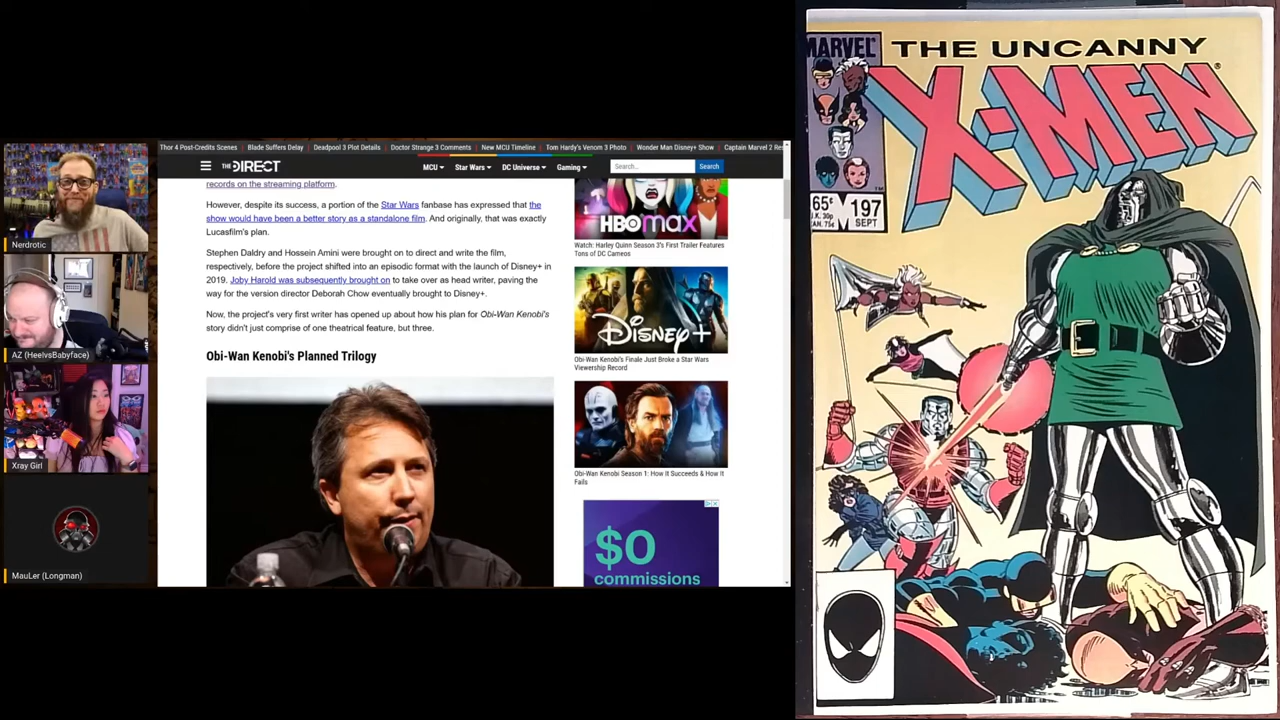 Nerdrotic
AZ (HeelvsBabyface)
Xray Girl
MauLer (Longman)
Thor 4 Post-Credits Scenes | Blade Suffers Delay | Deadpool 3 Plot Details | Doctor Strange 3 Comments | New MCU Timeline | Tom Hardy's Venom 3 Photo | Wonder Man Disney+ Show | Captain Marvel 2 Res
THE DIRECT
MCU Star Wars DC Universe Gaming Search... Search
records on the streaming platform.
However, despite its success, a portion of the Star Wars fanbase has expressed that the
show would have been a better story as a standalone film. And originally, that was exactly
Lucasfilm's plan.
Stephen Daldry and Hossein Amini were brought on to direct and write the film,
respectively, before the project shifted into an episodic format with the launch of Disney+ in
2019. Joby Harold was subsequently brought on to take over as head writer, paving the
way for the version director Deborah Chow eventually brought to Disney+.
Now, the project's very first writer has opened up about how his plan for Obi-Wan Kenobi's
story didn't just comprise of one theatrical feature, but three.
Obi-Wan Kenobi's Planned Trilogy
HBOMAX
Watch: Harley Quinn Season 3's First Trailer Features
Tons of DC Cameos
Disney+
Obi-Wan Kenobi's Finale Just Broke a Star Wars
Viewership Record
Obi-Wan Kenobi Season 1: How It Succeeds & How It
Fails
$0
commissions
MARVEL
THE UNCANNY
X-MEN
65¢
U.K. 30p
CAN. 75¢
197
SEPT